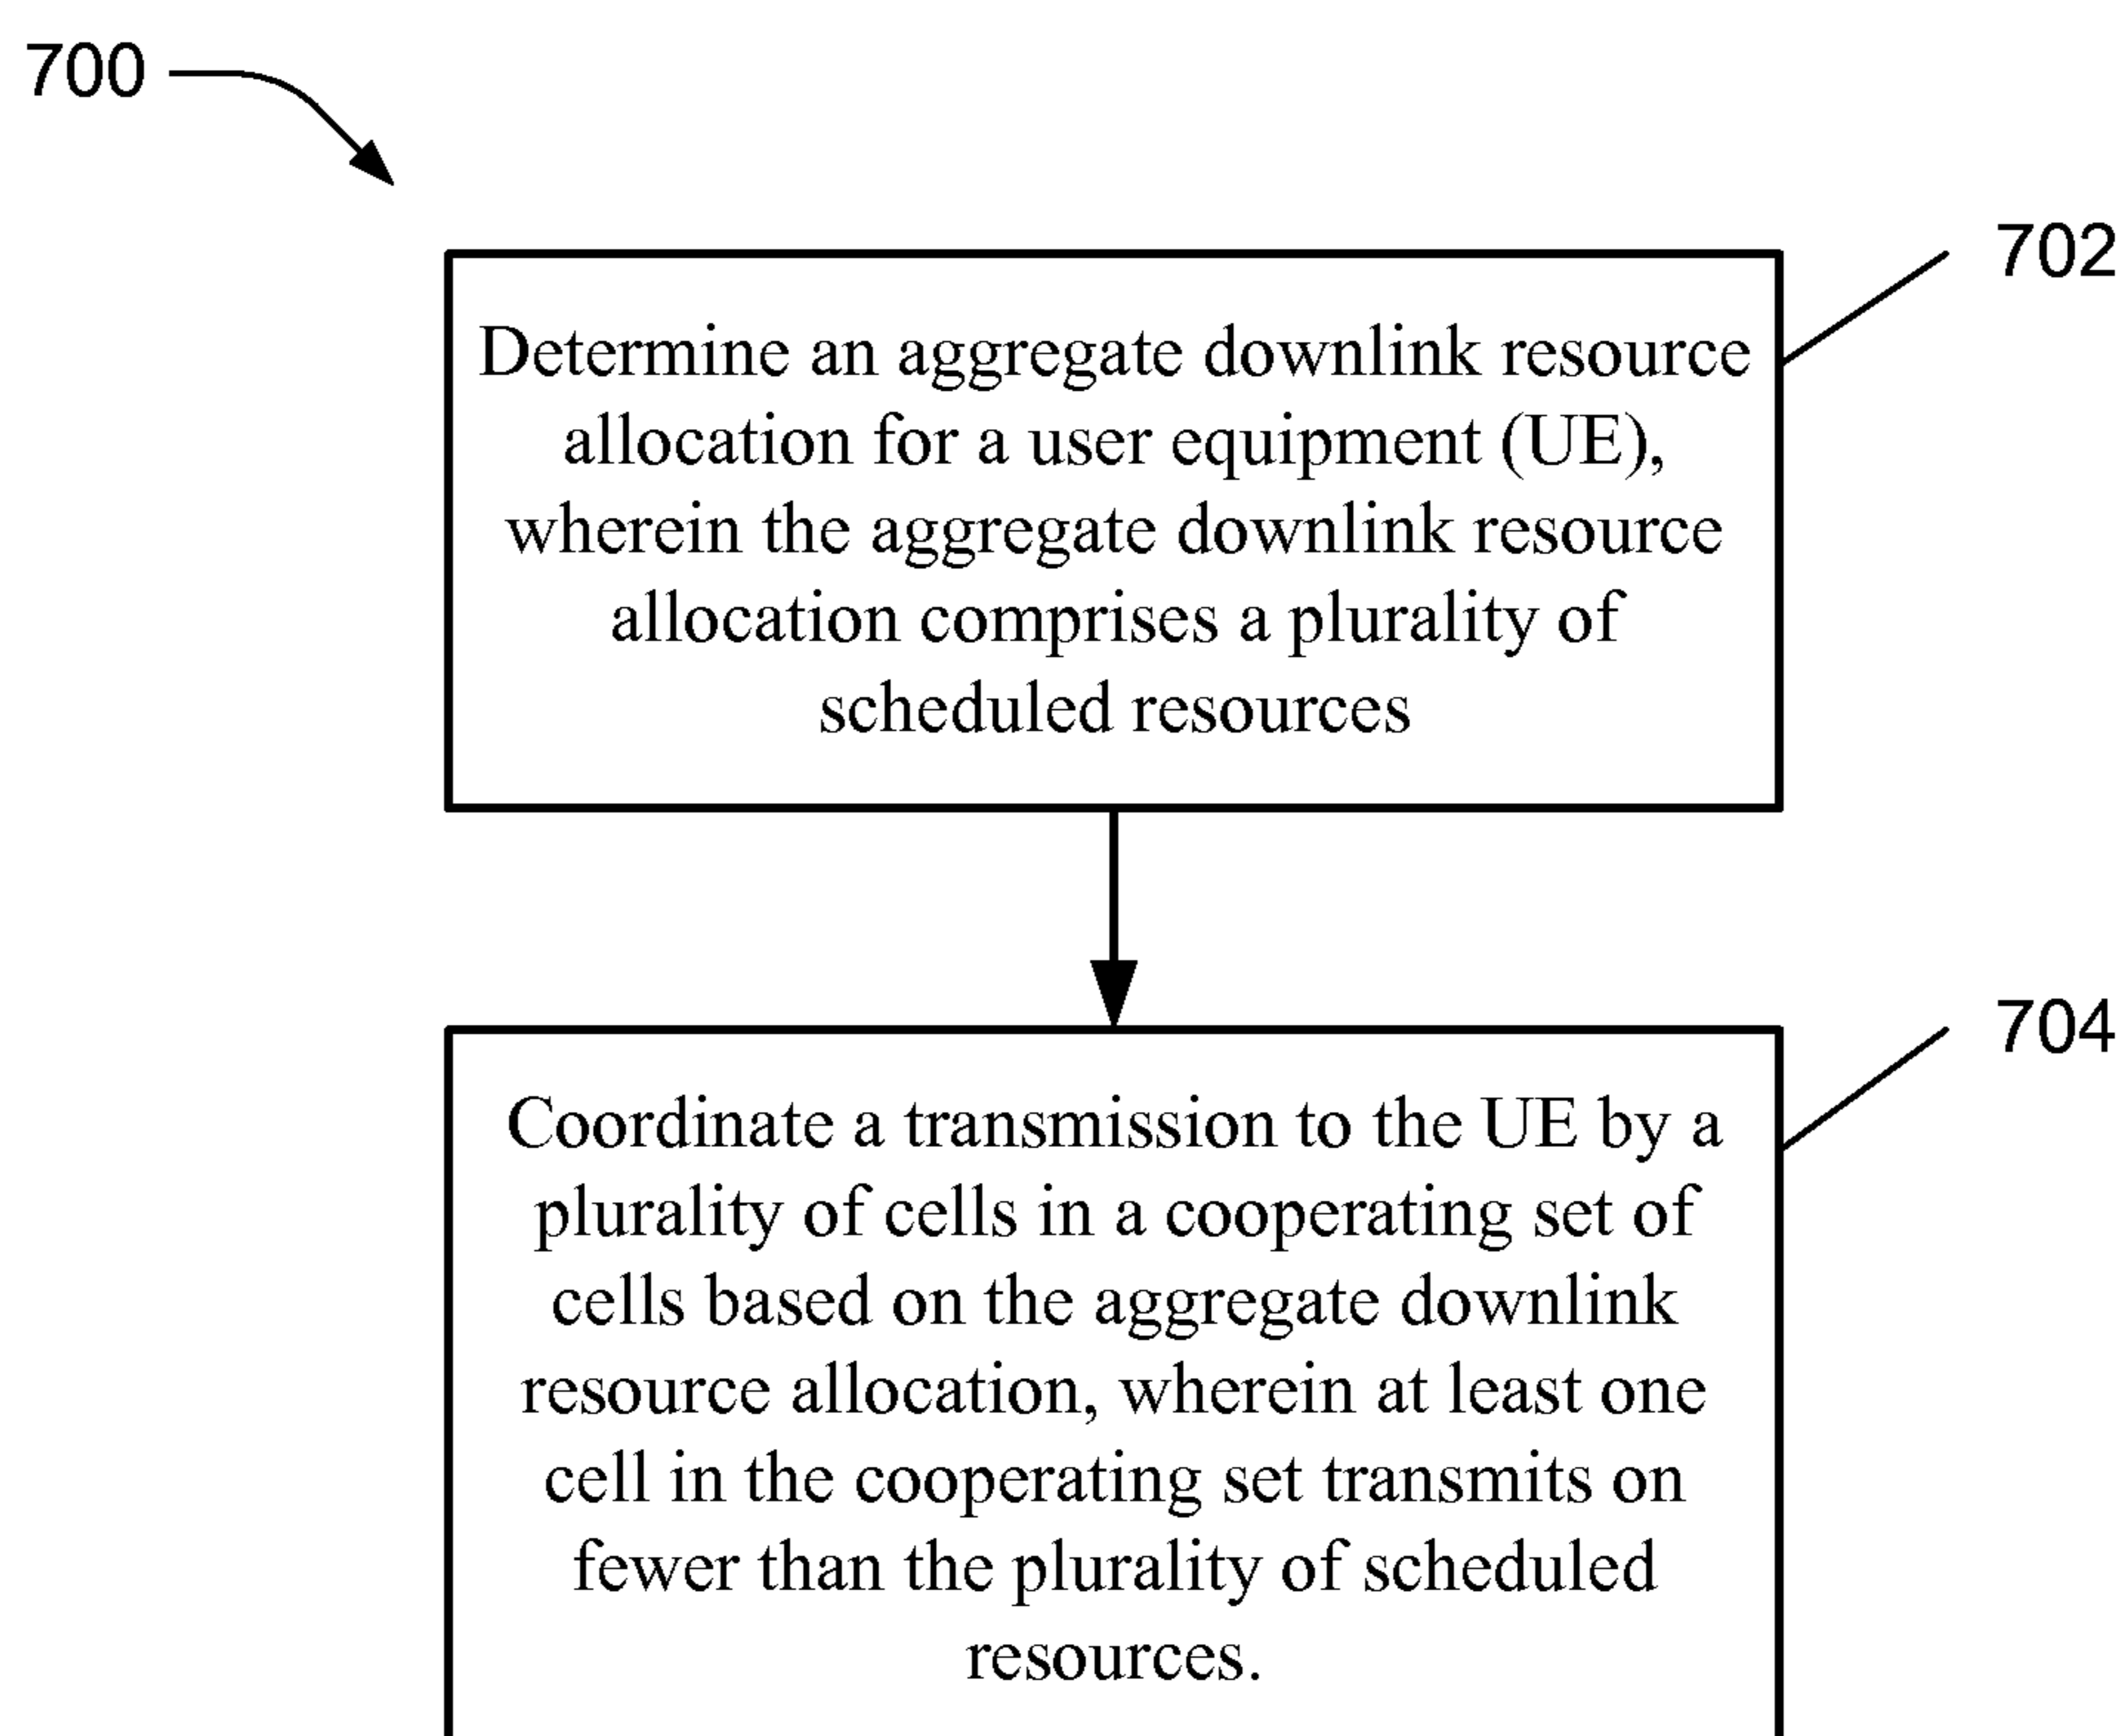 700
702
Determine an aggregate downlink resource
allocation for a user equipment (UE),
wherein the aggregate downlink resource
allocation comprises a plurality of
scheduled resources
704
Coordinate a transmission to the UE by a
plurality of cells in a cooperating set of
cells based on the aggregate downlink
resource allocation, wherein at least one
cell in the cooperating set transmits on
fewer than the plurality of scheduled
resources.